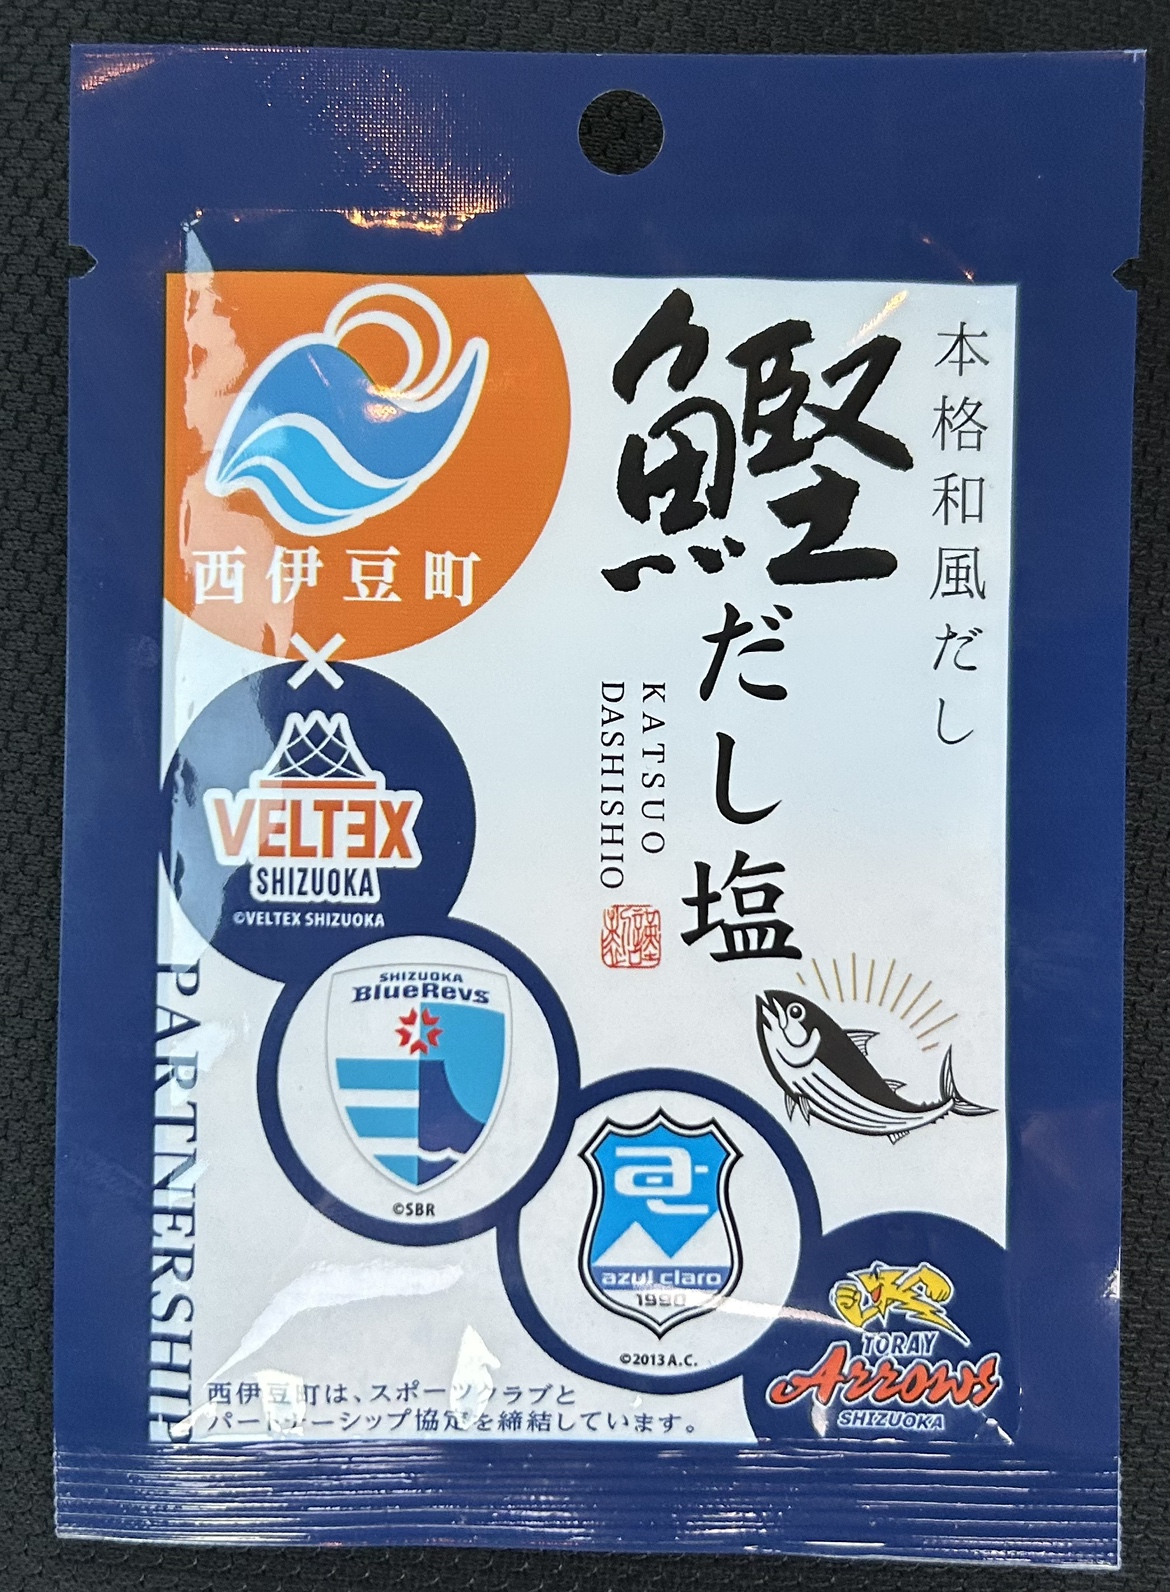 本格和風だし
鰹だし塩
KATSUO
DASHISHIO
西伊豆町
×
VELTEX
SHIZUOKA
©VELTEX SHIZUOKA
SHIZUOKA
BlueRevs
©SBR
azul claro
1990
©2013 A.C.
TORAY
Arrows
SHIZUOKA
PARTNERSHIP
西伊豆町は、スポーツクラブと
パートナーシップ協定を締結しています。